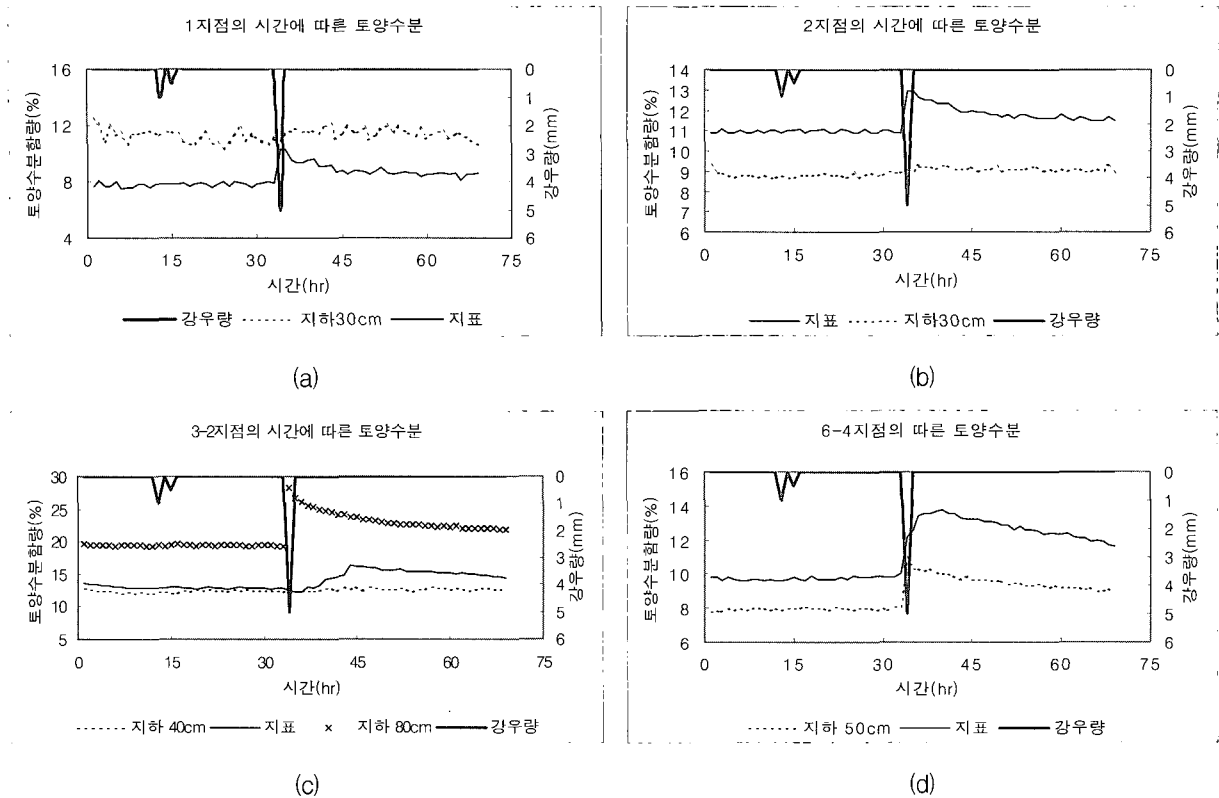 1지점의 시간에 따른 토양수분
토양수분함량(%)
16
12
8
4
0
1
2
3
4
5
6
강우량(mm)
0 15 30 45 60 75
시간(hr)
강우량 지하30cm 지표
(a)
2지점의 시간에 따른 토양수분
토양수분함량(%)
14
13
12
11
10
9
8
7
6
0
1
2
3
4
5
6
강우량(mm)
0 15 30 45 60 75
시간(hr)
지표 지하30cm 강우량
(b)
3-2지점의 시간에 따른 토양수분
토양수분함량(%)
30
25
20
15
10
5
0
1
2
3
4
5
6
강우량(mm)
0 15 30 45 60 75
시간(hr)
지하 40cm 지표 × 지하 80cm 강우량
(c)
6-4지점의 따른 토양수분
토양수분함량(%)
16
14
12
10
8
6
0
1
2
3
4
5
6
강우량(mm)
0 15 30 45 60 75
시간(hr)
지하 50cm 지표 강우량
(d)